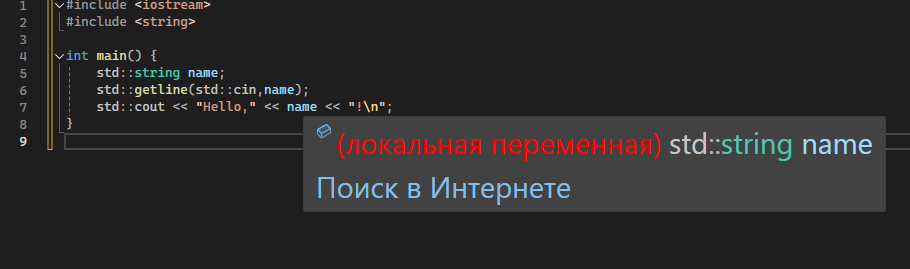 1 #include <iostream>
2 #include <string>
3
4 int main() {
5 std::string name;
6 std::getline(std::cin,name);
7 std::cout << "Hello," << name << "!\n";
8 }
9
(локальная переменная) std::string name
Поиск в Интернете